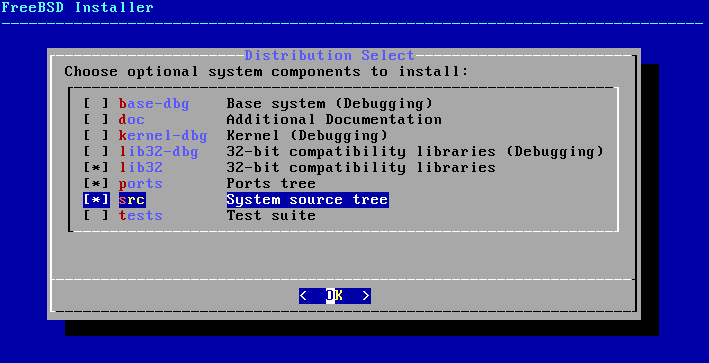 FreeBSD Installer
Distribution Select
Choose optional system components to install:
[ ] base-dbg Base system (Debugging)
[ ] doc Additional Documentation
[ ] kernel-dbg Kernel (Debugging)
[ ] lib32-dbg 32-bit compatibility libraries (Debugging)
[*] lib32 32-bit compatibility libraries
[*] ports Ports tree
[*] src System source tree
[ ] tests Test suite
< OK >